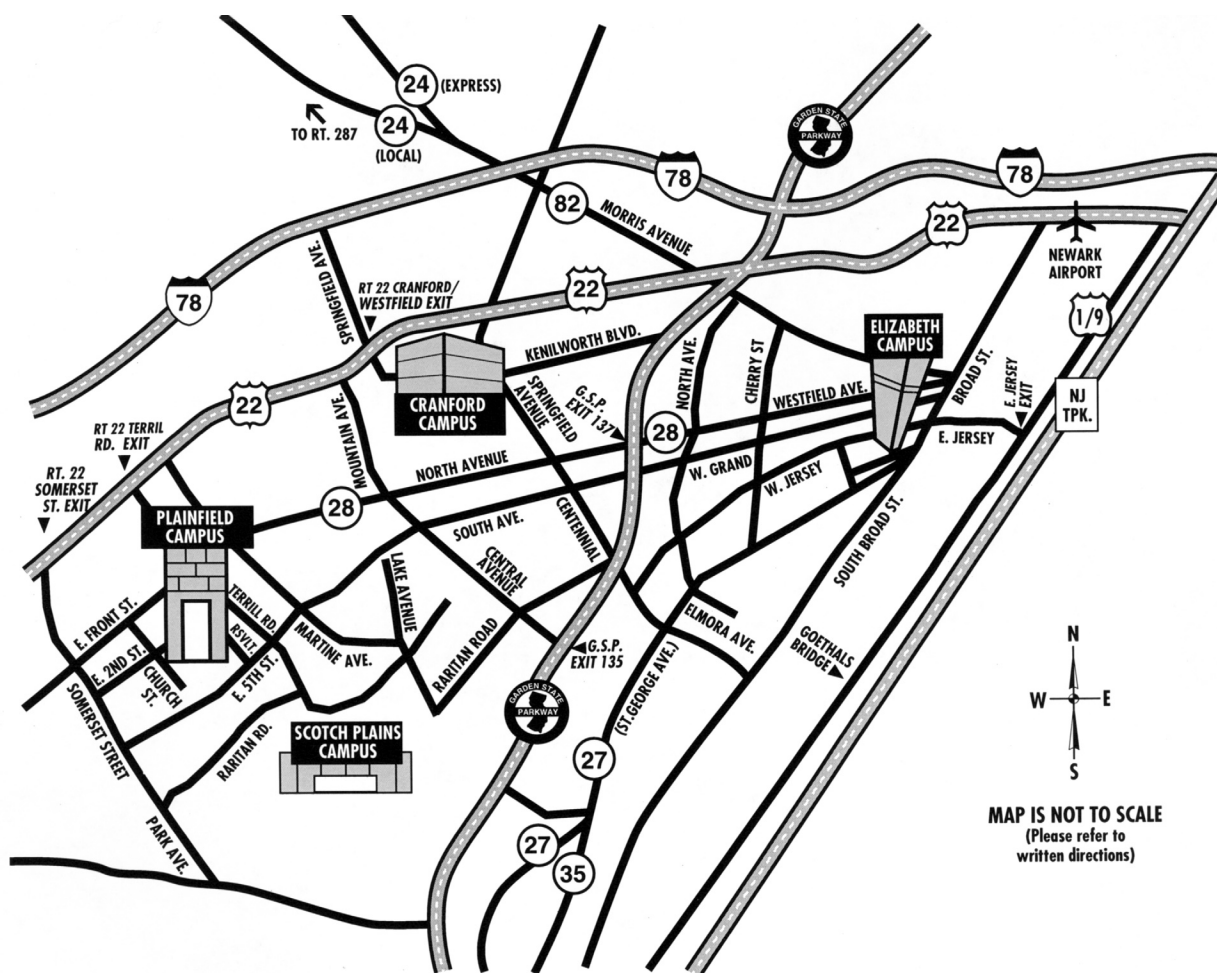 24
(EXPRESS)
TO RT. 287
24
(LOCAL)
GARDEN STATE
PARKWAY
78
78
82
MORRIS AVENUE
22
NEWARK
AIRPORT
SPRINGFIELD AVE.
RT 22 CRANFORD/
WESTFIELD EXIT
22
78
1/9
ELIZABETH
CAMPUS
KENILWORTH BLVD.
CRANFORD
CAMPUS
SPRINGFIELD
AVENUE
G.S.P.
EXIT 137
NORTH AVE.
CHERRY ST
WESTFIELD AVE.
BROAD ST.
E. JERSEY
EXIT
NJ
TPK.
22
RT 22 TERRIL
RD. EXIT
MOUNTAIN AVE.
28
E. JERSEY
RT. 22
SOMERSET
ST. EXIT
NORTH AVENUE
W. GRAND
W. JERSEY
28
PLAINFIELD
CAMPUS
SOUTH AVE.
CENTENNIAL
SOUTH BROAD ST.
LAKE AVENUE
CENTRAL
AVENUE
E. FRONT ST.
TERRILL RD.
RSVLT.
MARTINE AVE.
RARITAN ROAD
ELMORA AVE.
E. 2ND ST.
CHURCH
ST.
E. 5TH ST.
G.S.P.
EXIT 135
GOETHALS
BRIDGE
N
W
E
S
SOMERSET STREET
GARDEN STATE
PARKWAY
(ST.GEORGE AVE.)
RARITAN RD.
SCOTCH PLAINS
CAMPUS
27
PARK AVE.
27
35
MAP IS NOT TO SCALE
(Please refer to
written directions)